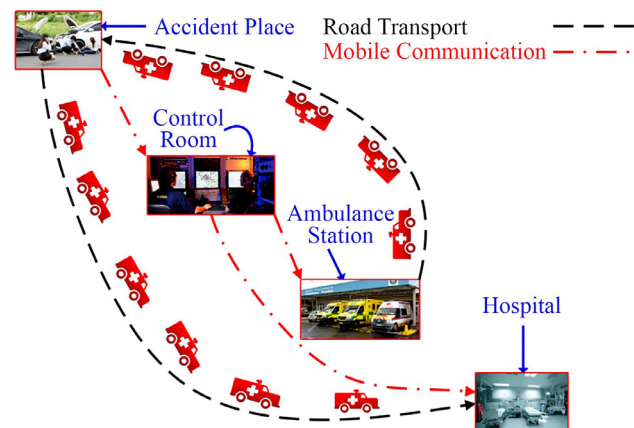 Accident Place
Road Transport
Mobile Communication
Control
Room
Ambulance
Station
Hospital